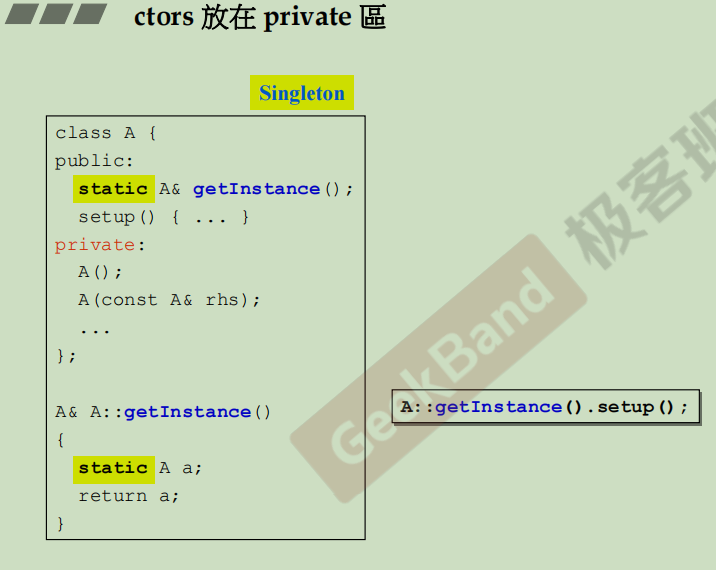 ctors 放在 private 區
Singleton
class A {
public:
static A& getInstance();
setup() { ... }
private:
A();
A(const A& rhs);
...
};
A& A::getInstance()
{
static A a;
return a;
}
A::getInstance().setup();
GeekBand 极客班